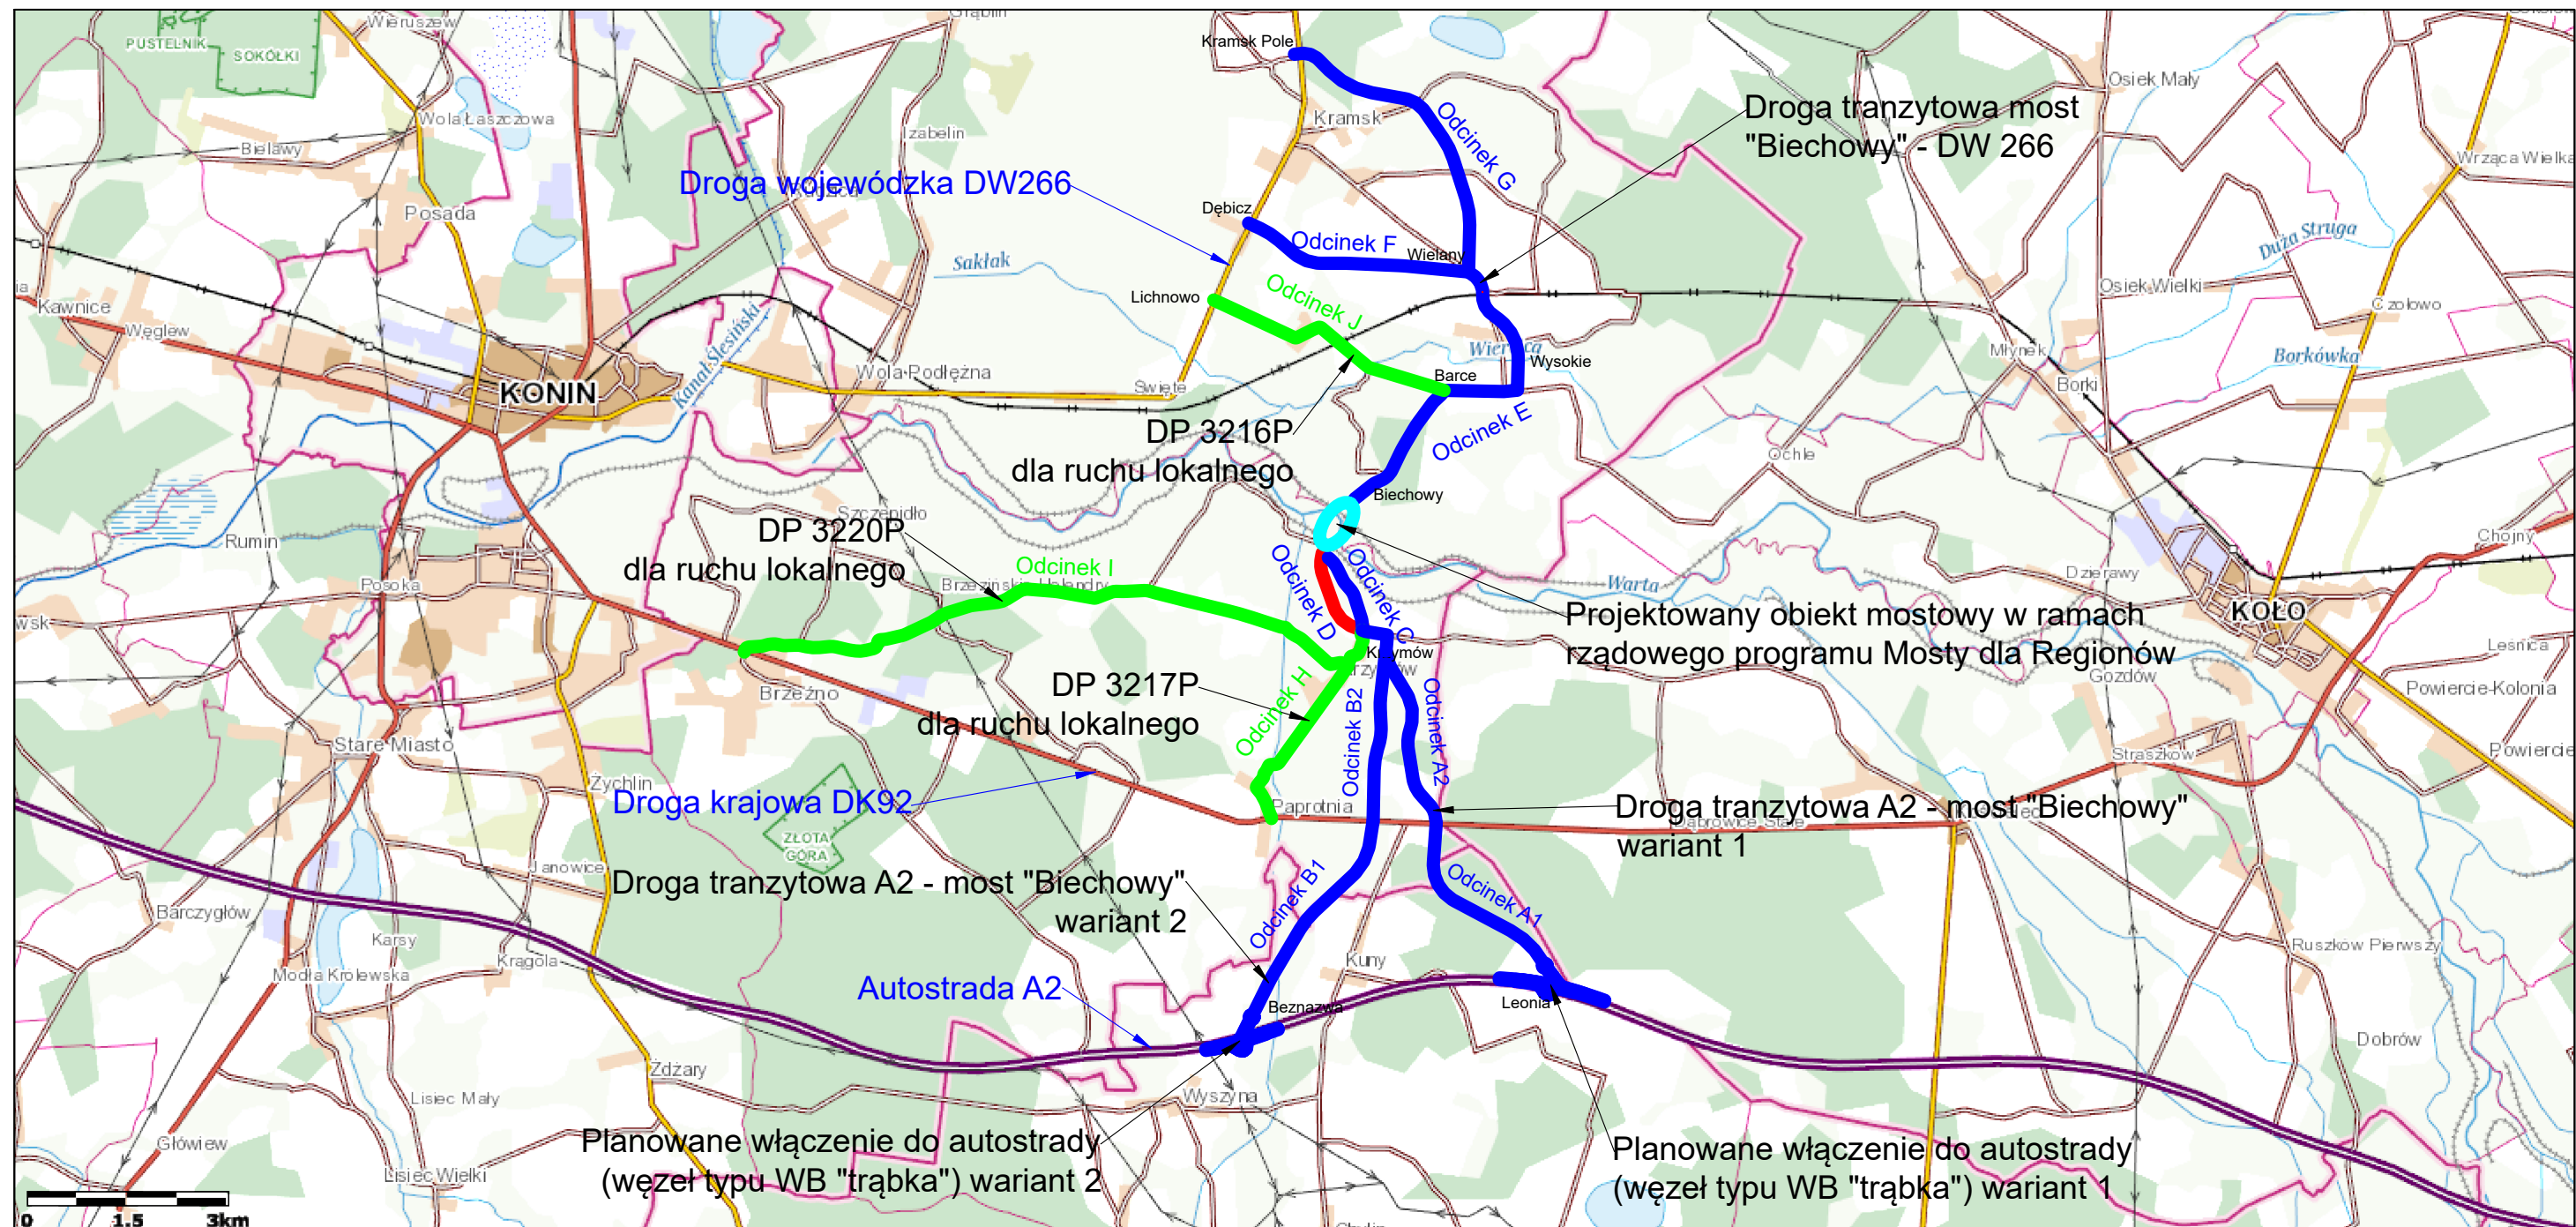 Wieruszew
Grąblin
PUSTELNIK
SOKÓŁKI
Kramsk Pole
Osiek Mały
Wola Łaszczowa
Izabelin
Kramsk
Odcinek G
Droga tranzytowa most
"Biechowy" - DW 266
Bielawy
Wrząca Wielka
Droga wojewódzka DW266
Posada
Dębicz
Odcinek F
Wielany
Duża Struga
Sakłak
Kawnice
Węglew
Kanał Ślesiński
Lichnowo
Odcinek J
Osiek Wielki
Czołowo
KONIN
Wola Podłężna
Święte
Barce
Wysokie
Młynek
Borkówka
Borki
DP 3216P
dla ruchu lokalnego
Odcinek E
Ochle
Biechowy
Szczepidło
DP 3220P
dla ruchu lokalnego
Rumin
Posoka
Odcinek I
Odcinek D
Odcinek C
Warta
Dzierawy
Chojny
KOŁO
Projektowany obiekt mostowy w ramach
rządowego programu Mosty dla Regionów
Leśnica
Gozdów
Powiercie-Kolonia
Brzeźno
DP 3217P
dla ruchu lokalnego
Odcinek H
Odcinek B2
Odcinek A2
Stare Miasto
Straszków
Powiercie
Żychlin
Droga krajowa DK92
Paprotnia
Droga tranzytowa A2 - most "Biechowy"
wariant 1
Dąbrowice Stare
ZŁOTA
GÓRA
Janowice
Droga tranzytowa A2 - most "Biechowy"
wariant 2
Odcinek B1
Odcinek A1
Barczygłów
Karsy
Krągola
Modła Królewska
Kuny
Ruszków Pierwszy
Autostrada A2
Beznazwa
Leonia
Dobrów
Żdżary
Wyszyna
Lisiec Mały
Główiew
Lisiec Wielki
Planowane włączenie do autostrady
(węzeł typu WB "trąbka") wariant 2
Planowane włączenie do autostrady
(węzeł typu WB "trąbka") wariant 1
0 1.5 3km